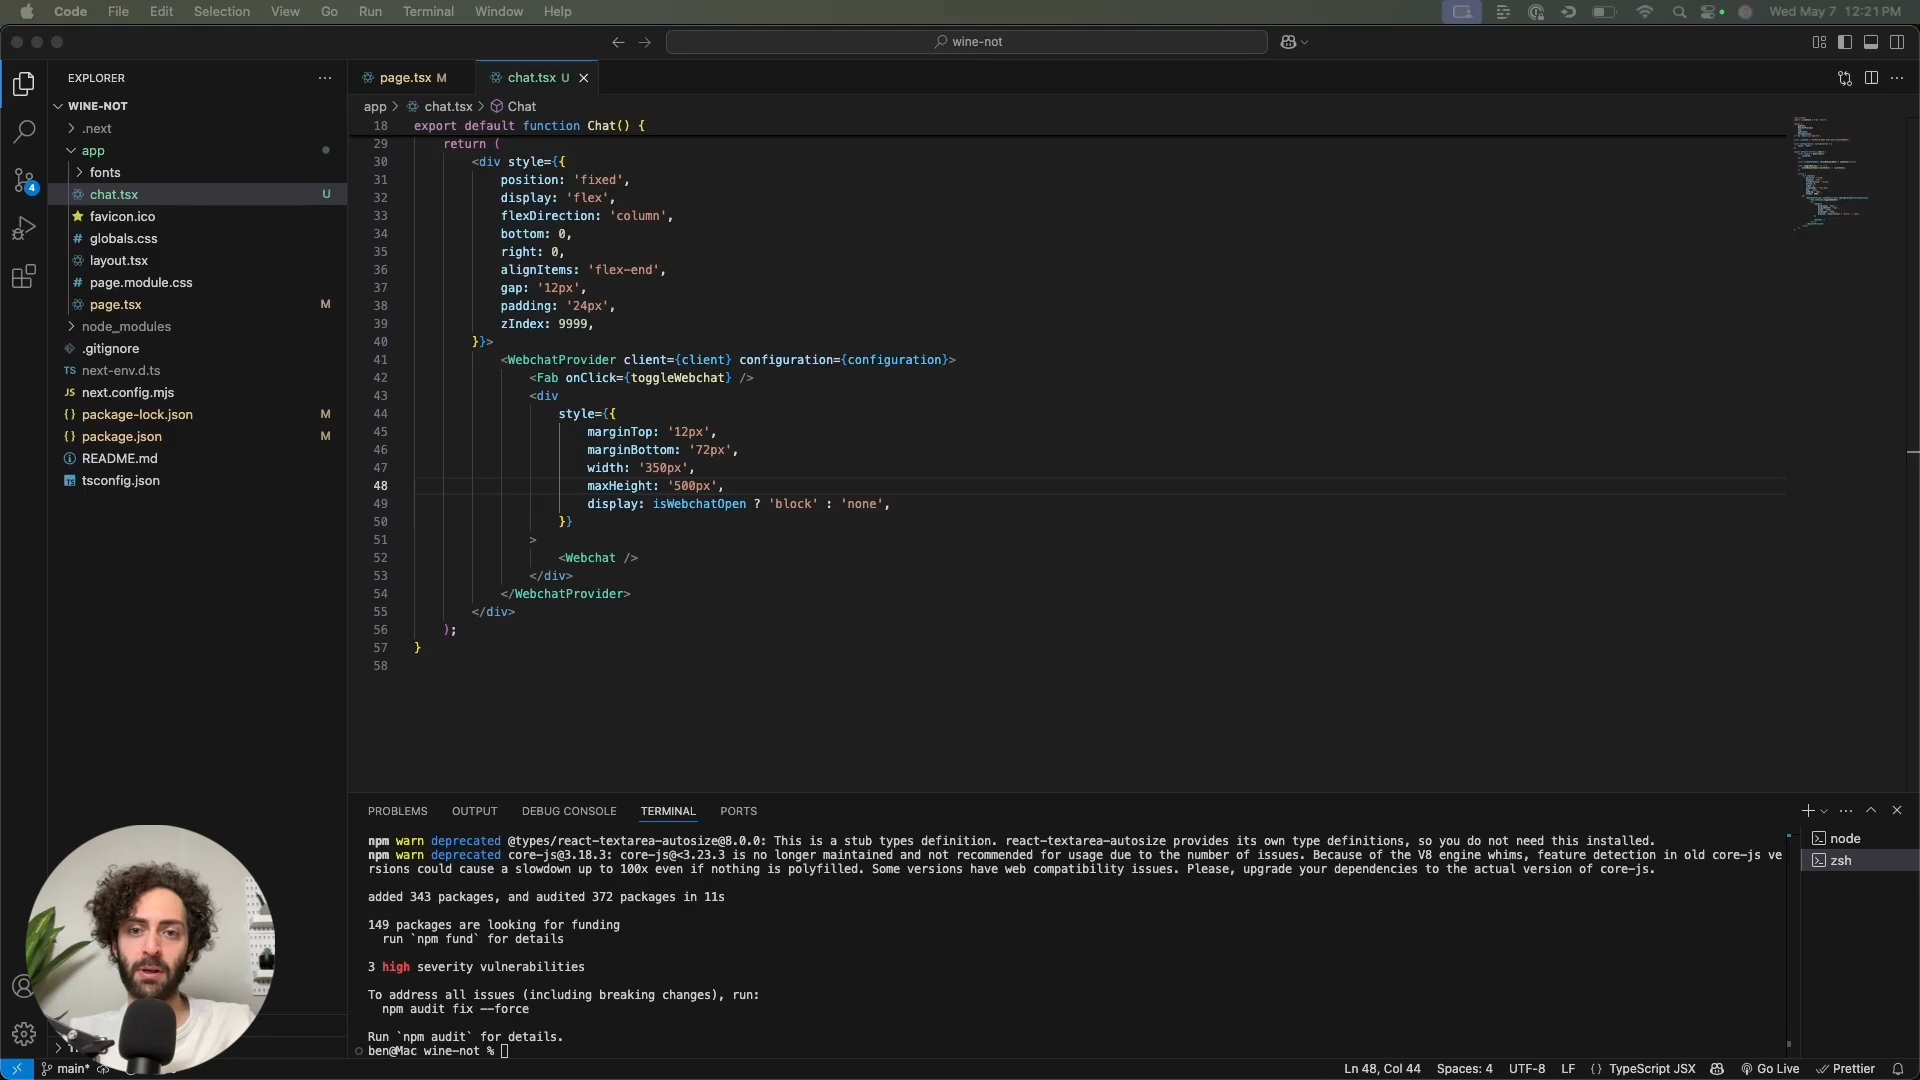 Code File Edit Selection View Go Run Terminal Window Help Wed May 7 12:21 PM
wine-not
EXPLORER
WINE-NOT
.next
app
fonts
chat.tsx U
favicon.ico
globals.css
layout.tsx
page.module.css
page.tsx M
node_modules
.gitignore
TS next-env.d.ts
JS next.config.mjs
{} package-lock.json M
{} package.json M
README.md
tsconfig.json
4
page.tsx M chat.tsx U
app > chat.tsx > Chat
18 export default function Chat() {
29 return (
30 <div style={{
31 position: 'fixed',
32 display: 'flex',
33 flexDirection: 'column',
34 bottom: 0,
35 right: 0,
36 alignItems: 'flex-end',
37 gap: '12px',
38 padding: '24px',
39 zIndex: 9999,
40 }}>
41 <WebchatProvider client={client} configuration={configuration}>
42 <Fab onClick={toggleWebchat} />
43 <div
44 style={{
45 marginTop: '12px',
46 marginBottom: '72px',
47 width: '350px',
48 maxHeight: '500px',
49 display: isWebchatOpen ? 'block' : 'none',
50 }}
51 >
52 <Webchat />
53 </div>
54 </WebchatProvider>
55 </div>
56 );
57 }
58
PROBLEMS OUTPUT DEBUG CONSOLE TERMINAL PORTS
npm warn deprecated @types/react-textarea-autosize@8.0.0: This is a stub types definition. react-textarea-autosize provides its own type definitions, so you do not need this installed.
npm warn deprecated core-js@3.18.3: core-js@<3.23.3 is no longer maintained and not recommended for usage due to the number of issues. Because of the V8 engine whims, feature detection in old core-js ve
rsions could cause a slowdown up to 100x even if nothing is polyfilled. Some versions have web compatibility issues. Please, upgrade your dependencies to the actual version of core-js.
added 343 packages, and audited 372 packages in 11s
149 packages are looking for funding
run `npm fund` for details
3 high severity vulnerabilities
To address all issues (including breaking changes), run:
npm audit fix --force
Run `npm audit` for details.
ben@Mac wine-not %
node
zsh
main* Ln 48, Col 44 Spaces: 4 UTF-8 LF {} TypeScript JSX Go Live Prettier